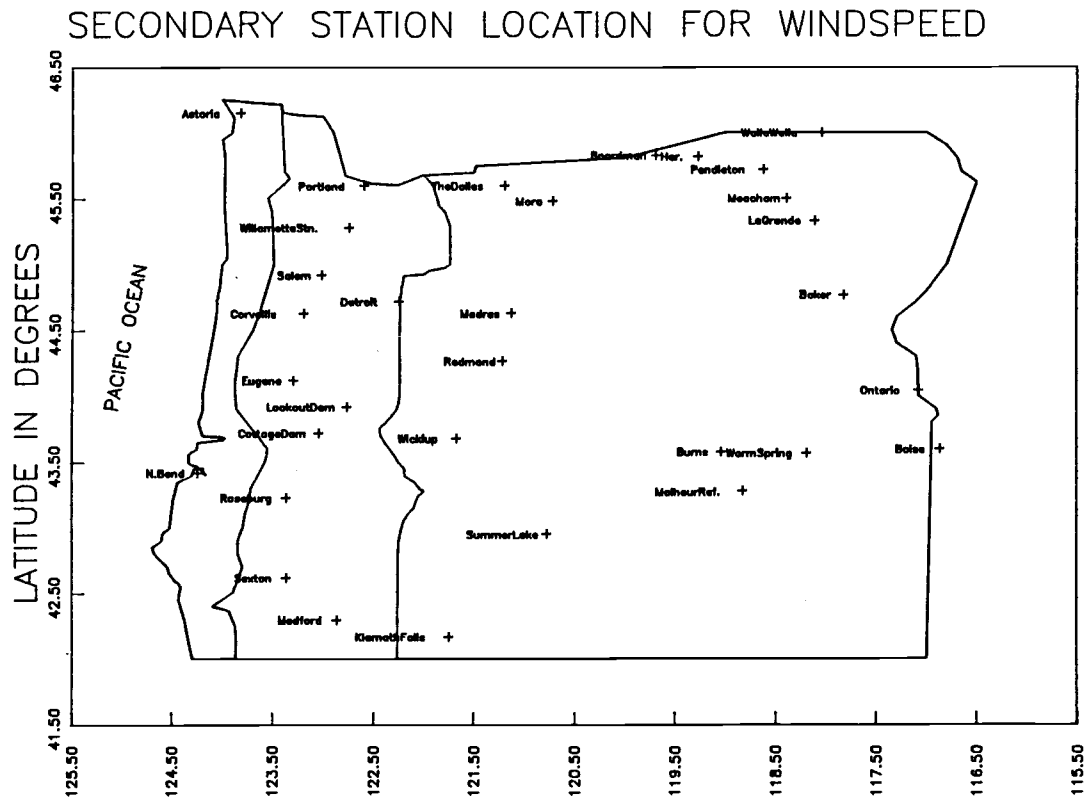 SECONDARY STATION LOCATION FOR WINDSPEED
LATITUDE IN DEGREES
46.50
45.50
44.50
43.50
42.50
41.50
PACIFIC OCEAN
Astoria
WallaWalla
Boardman
Her.
Pendleton
Portland
TheDalles
Moro
Meacham
LaGrande
WillametteStn.
Salem
Detroit
Baker
Corvallis
Madras
Redmond
Eugene
Ontario
LookoutDam
CottageDam
Wickiup
Burns
WarmSpring
Boise
N.Bend
Roseburg
MalheurRef.
SummerLake
Sexton
Medford
KlamathFalls
125.50
124.50
123.50
122.50
121.50
120.50
119.50
118.50
117.50
116.50
115.50